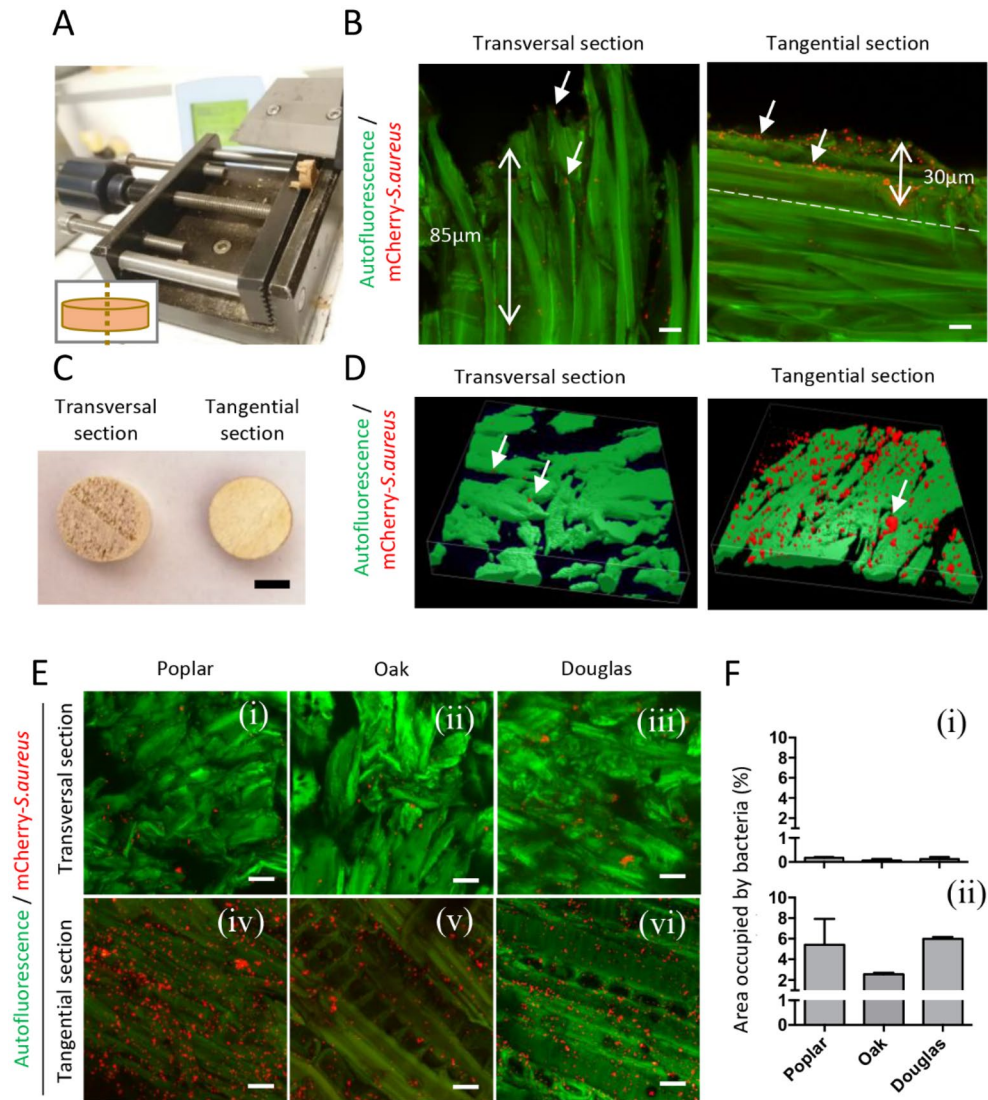 A
B
Transversal section
Tangential section
Autofluorescence /
mCherry-S.aureus
85µm
30µm
C
Transversal
section
Tangential
section
D
Transversal section
Tangential section
Autofluorescence /
mCherry-S.aureus
E
Poplar
Oak
Douglas
Autofluorescence / mCherry-S.aureus
Transversal section
(i)
(ii)
(iii)
Tangential section
(iv)
(v)
(vi)
F
Area occupied by bacteria (%)
(i)
10
8
6
4
2
1
0
(ii)
10
8
6
4
2
1
0
Poplar
Oak
Douglas